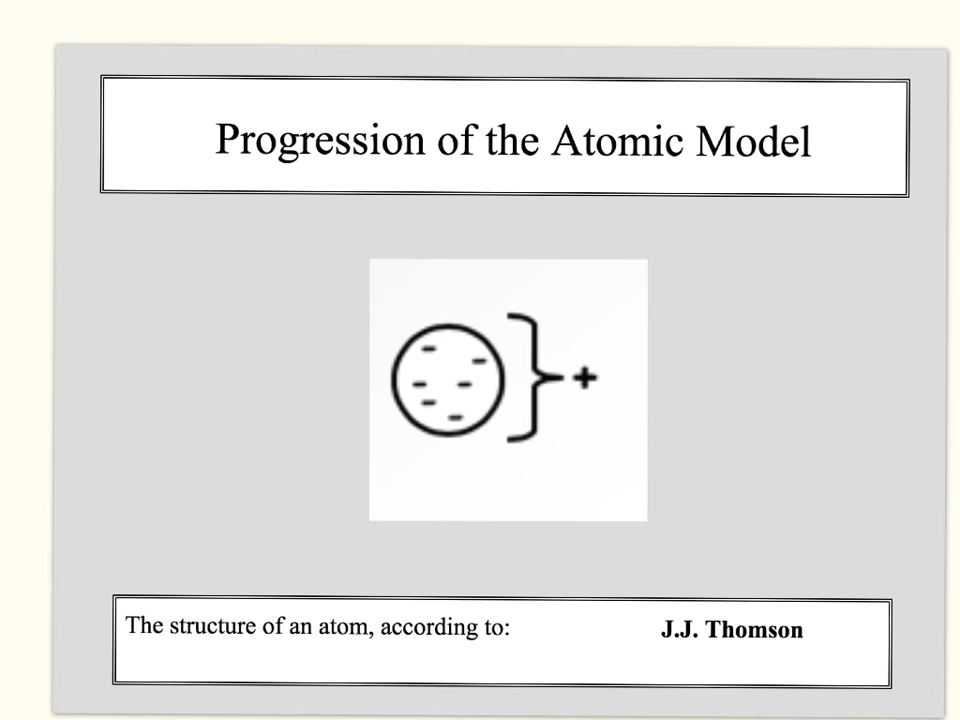 Progression of the Atomic Model
- - - - - - } +
The structure of an atom, according to: J.J. Thomson